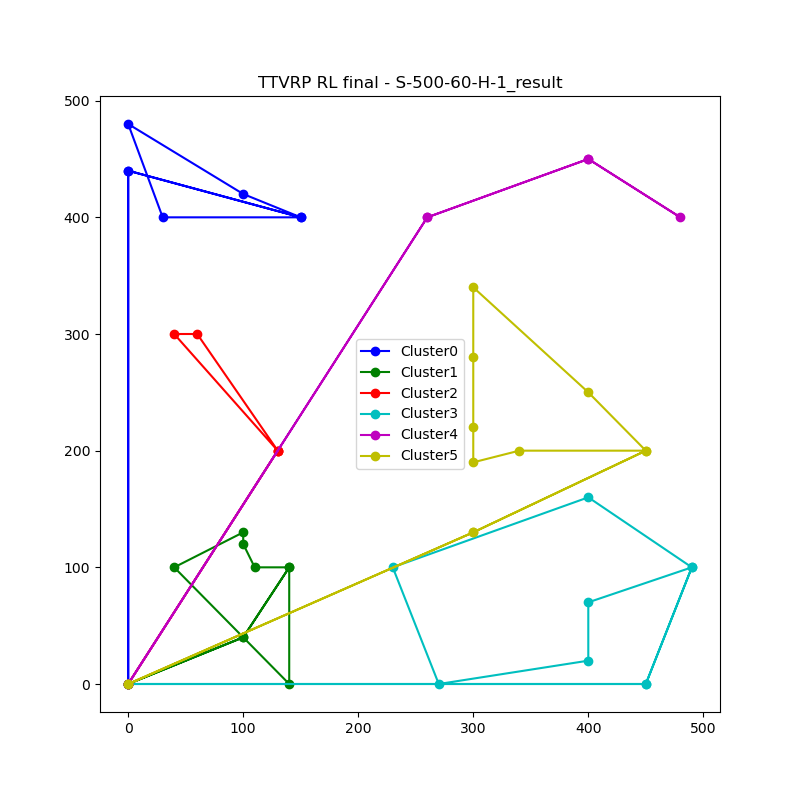 TTVRP RL final - S-500-60-H-1_result
500
400
300
200
100
0
Cluster0
Cluster1
Cluster2
Cluster3
Cluster4
Cluster5
0 100 200 300 400 500